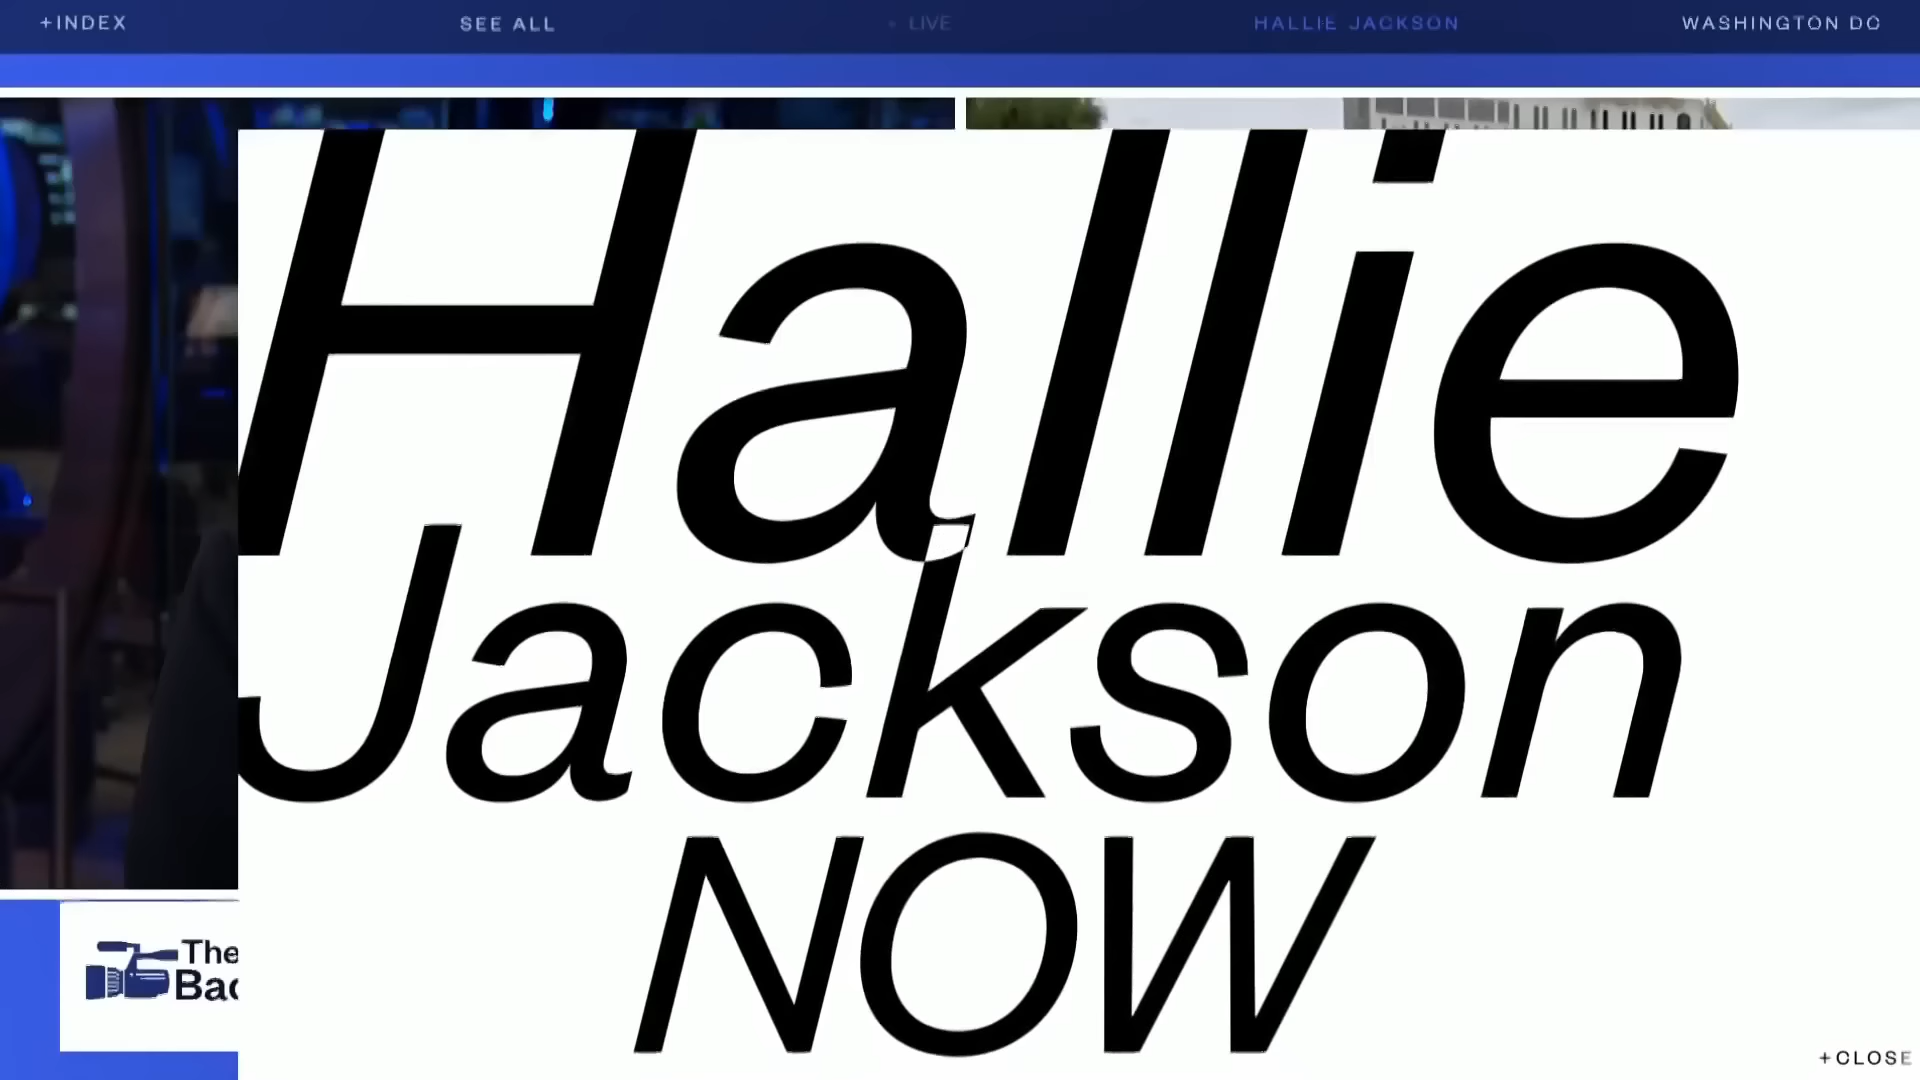 +INDEX
SEE ALL
LIVE
HALLIE JACKSON
WASHINGTON DC
Hallie
Jackson
NOW
The
+CLOSE